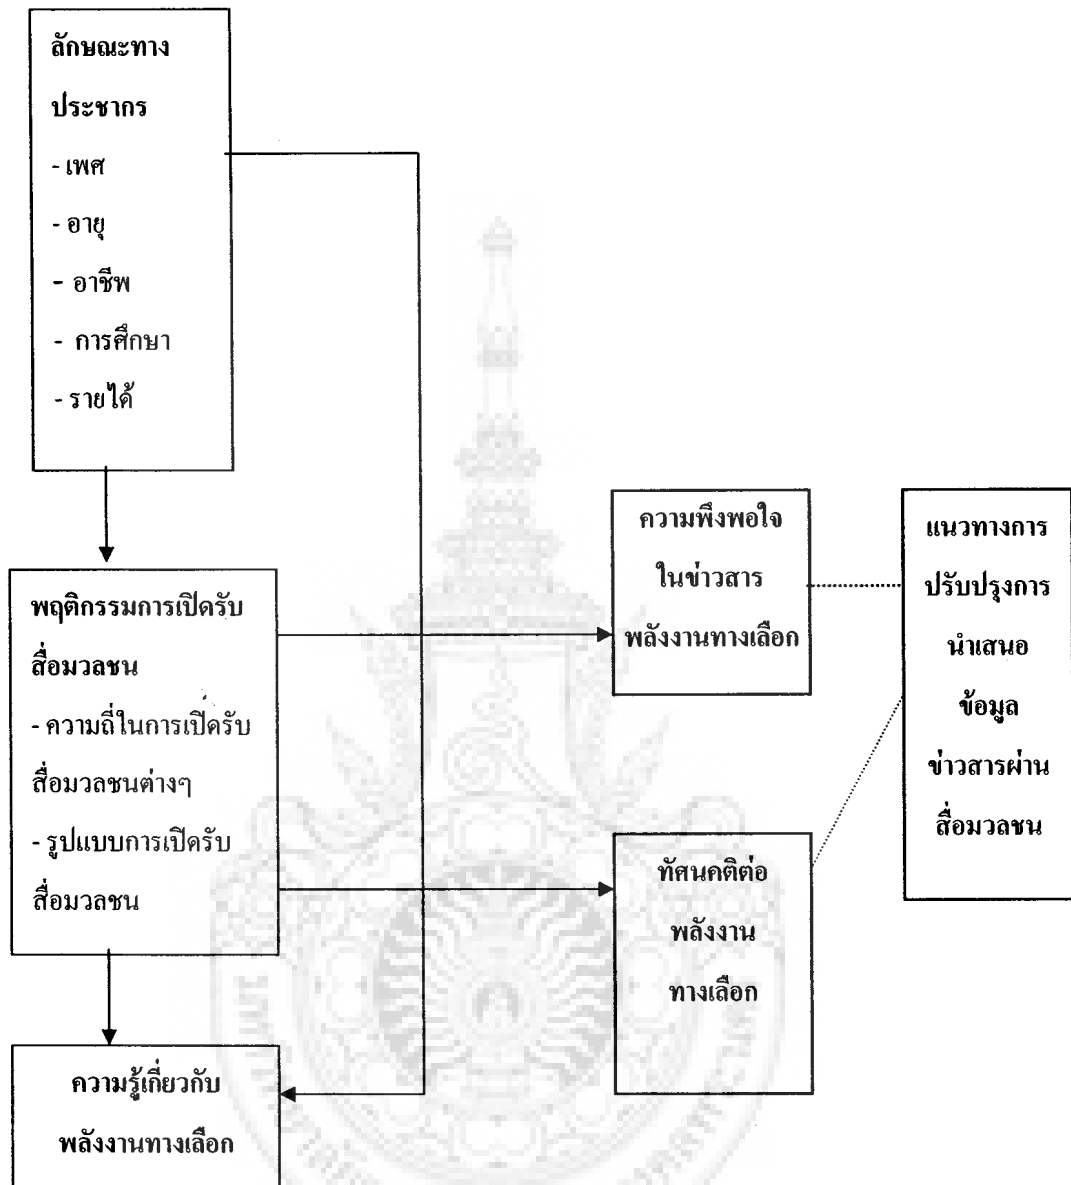 ลักษณะทาง
ประชากร
- เพศ
- อายุ
- อาชีพ
- การศึกษา
- รายได้
พฤติกรรมการเปิดรับ
สื่อมวลชน
- ความถี่ในการเปิดรับ
สื่อมวลชนต่างๆ
- รูปแบบการเปิดรับ
สื่อมวลชน
ความรู้เกี่ยวกับ
พลังงานทางเลือก
ความพึงพอใจ
ในข่าวสาร
พลังงานทางเลือก
ทัศนคติต่อ
พลังงาน
ทางเลือก
แนวทางการ
ปรับปรุงการ
นำเสนอ
ข้อมูล
ข่าวสารผ่าน
สื่อมวลชน